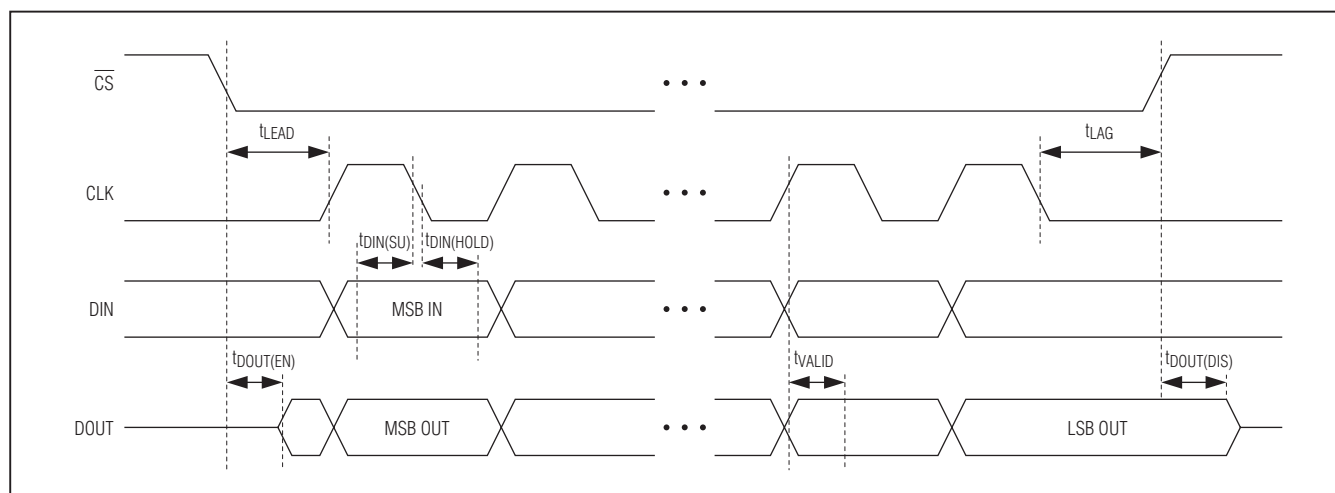 C̅S̅
• • •
tLEAD
tLAG
CLK
• • •
tDIN(SU)
tDIN(HOLD)
DIN
MSB IN
• • •
tDOUT(EN)
tVALID
tDOUT(DIS)
DOUT
MSB OUT
• • •
LSB OUT